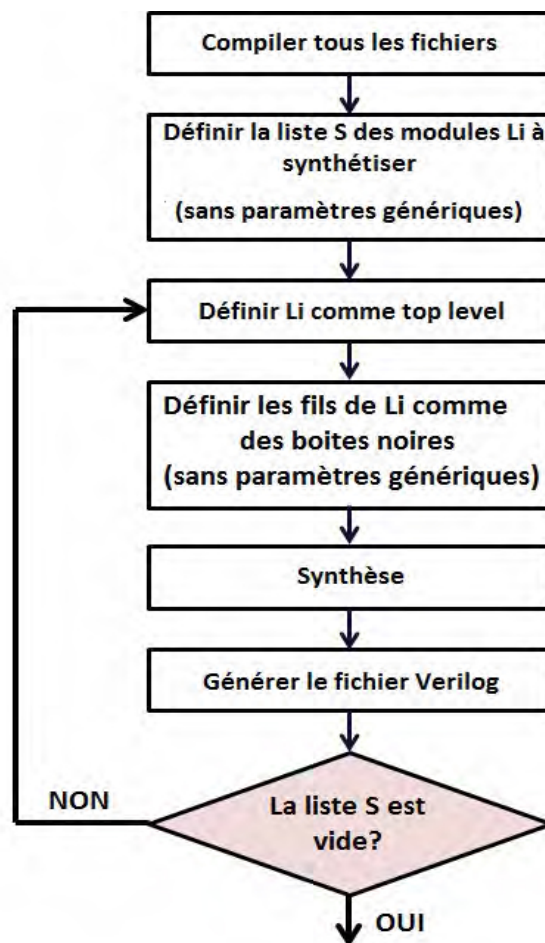 Compiler tous les fichiers
Définir la liste S des modules Li à
synthétiser
(sans paramètres génériques)
Définir Li comme top level
Définir les fils de Li comme
des boites noires
(sans paramètres génériques)
Synthèse
Générer le fichier Verilog
La liste S est
vide?
NON
OUI